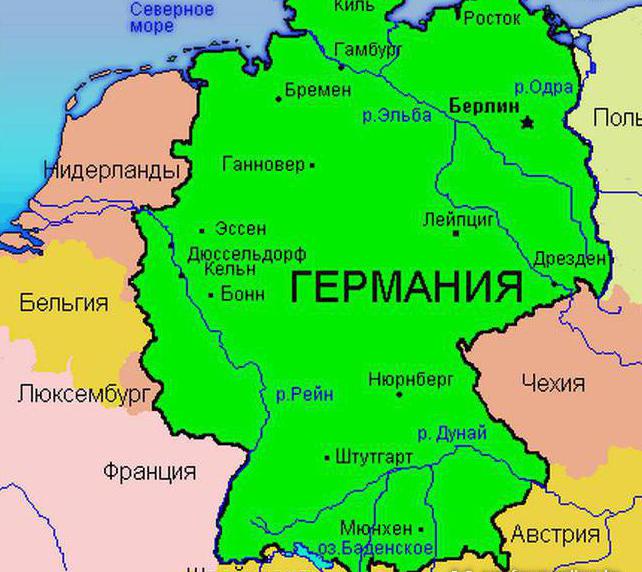 Северное
море
Киль
Росток
Гамбург
Бремен
р.Одра
р.Эльба
Берлин
Поль
Нидерланды
Ганновер
Лейпциг
Эссен
Дюссельдорф
Кельн
Дрезден
ГЕРМАНИЯ
Бонн
Бельгия
Нюрнберг
Чехия
Люксембург
р.Рейн
р. Дунай
Штутгарт
Франция
Мюнхен
Австрия
оз.Баденское